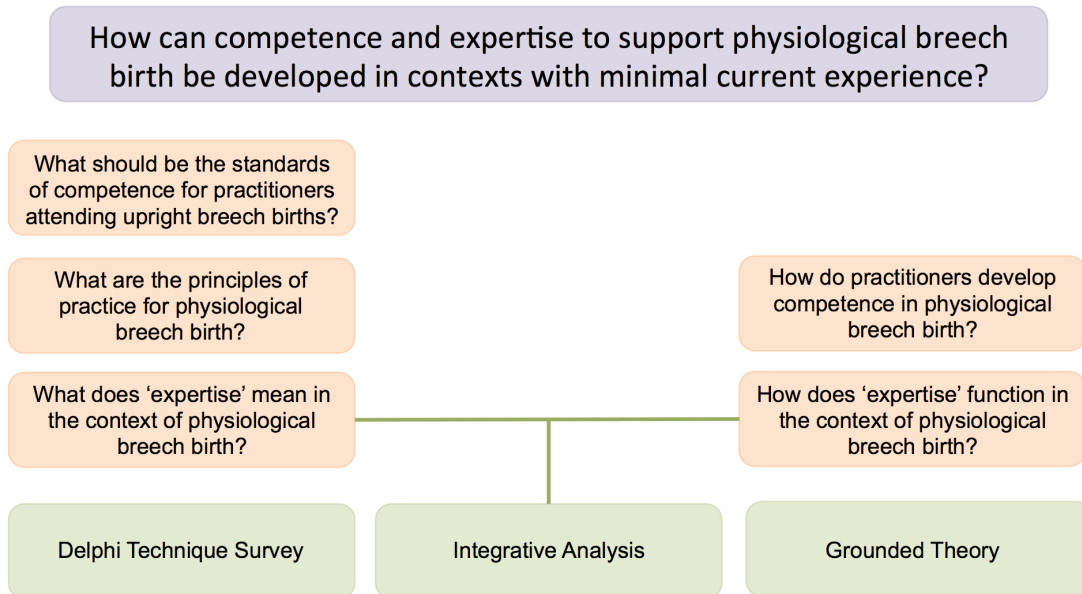 How can competence and expertise to support physiological breech
birth be developed in contexts with minimal current experience?
What should be the standards
of competence for practitioners
attending upright breech births?
What are the principles of
practice for physiological
breech birth?
How do practitioners develop
competence in physiological
breech birth?
What does ‘expertise’ mean in
the context of physiological
breech birth?
How does ‘expertise’ function in
the context of physiological
breech birth?
Delphi Technique Survey
Integrative Analysis
Grounded Theory